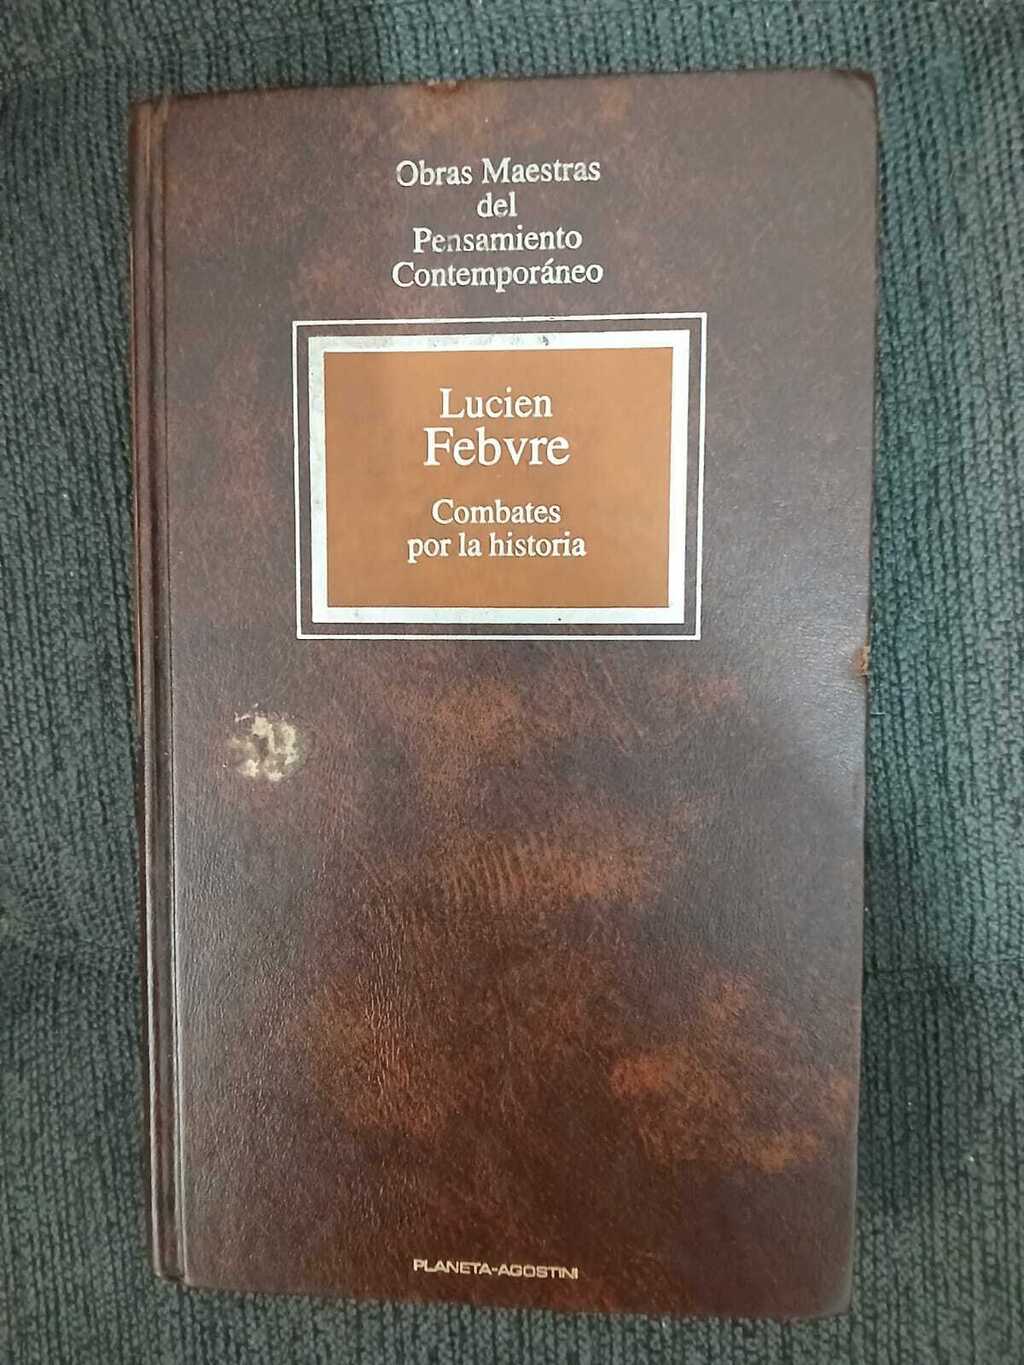 Obras Maestras
del
Pensamiento
Contemporáneo
Lucien
Febvre
Combates
por la historia
PLANETA-AGOSTINI